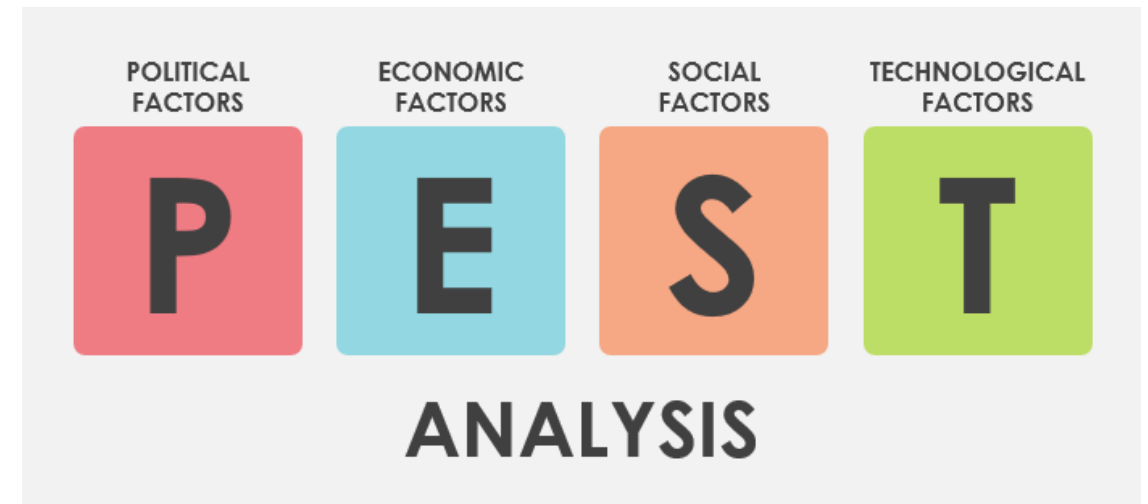 POLITICAL
FACTORS
ECONOMIC
FACTORS
SOCIAL
FACTORS
TECHNOLOGICAL
FACTORS
P
E
S
T
ANALYSIS